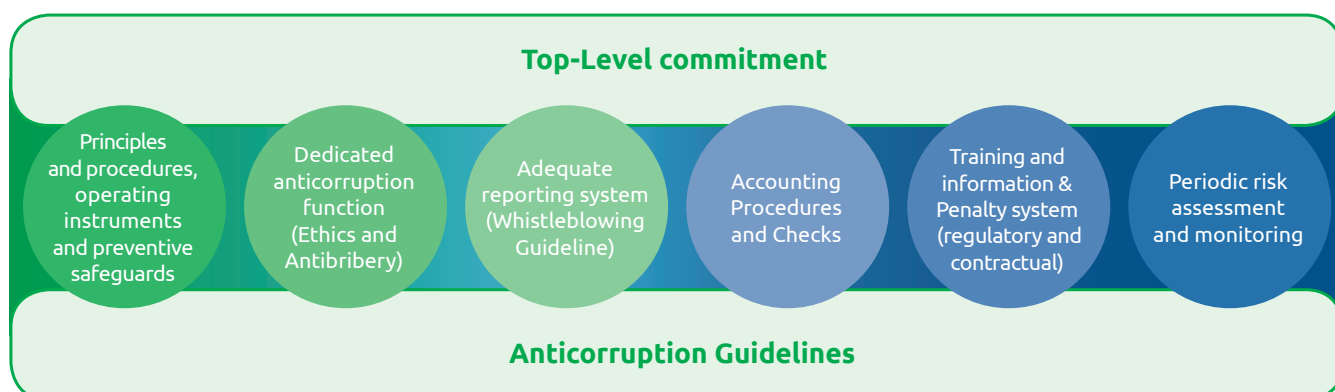 Top-Level commitment
Principles
and procedures,
operating
instruments
and preventive
safeguards
Dedicated
anticorruption
function
(Ethics and
Antibribery)
Adequate
reporting system
(Whistleblowing
Guideline)
Accounting
Procedures
and Checks
Training and
information &
Penalty system
(regulatory and
contractual)
Periodic risk
assessment
and monitoring
Anticorruption Guidelines